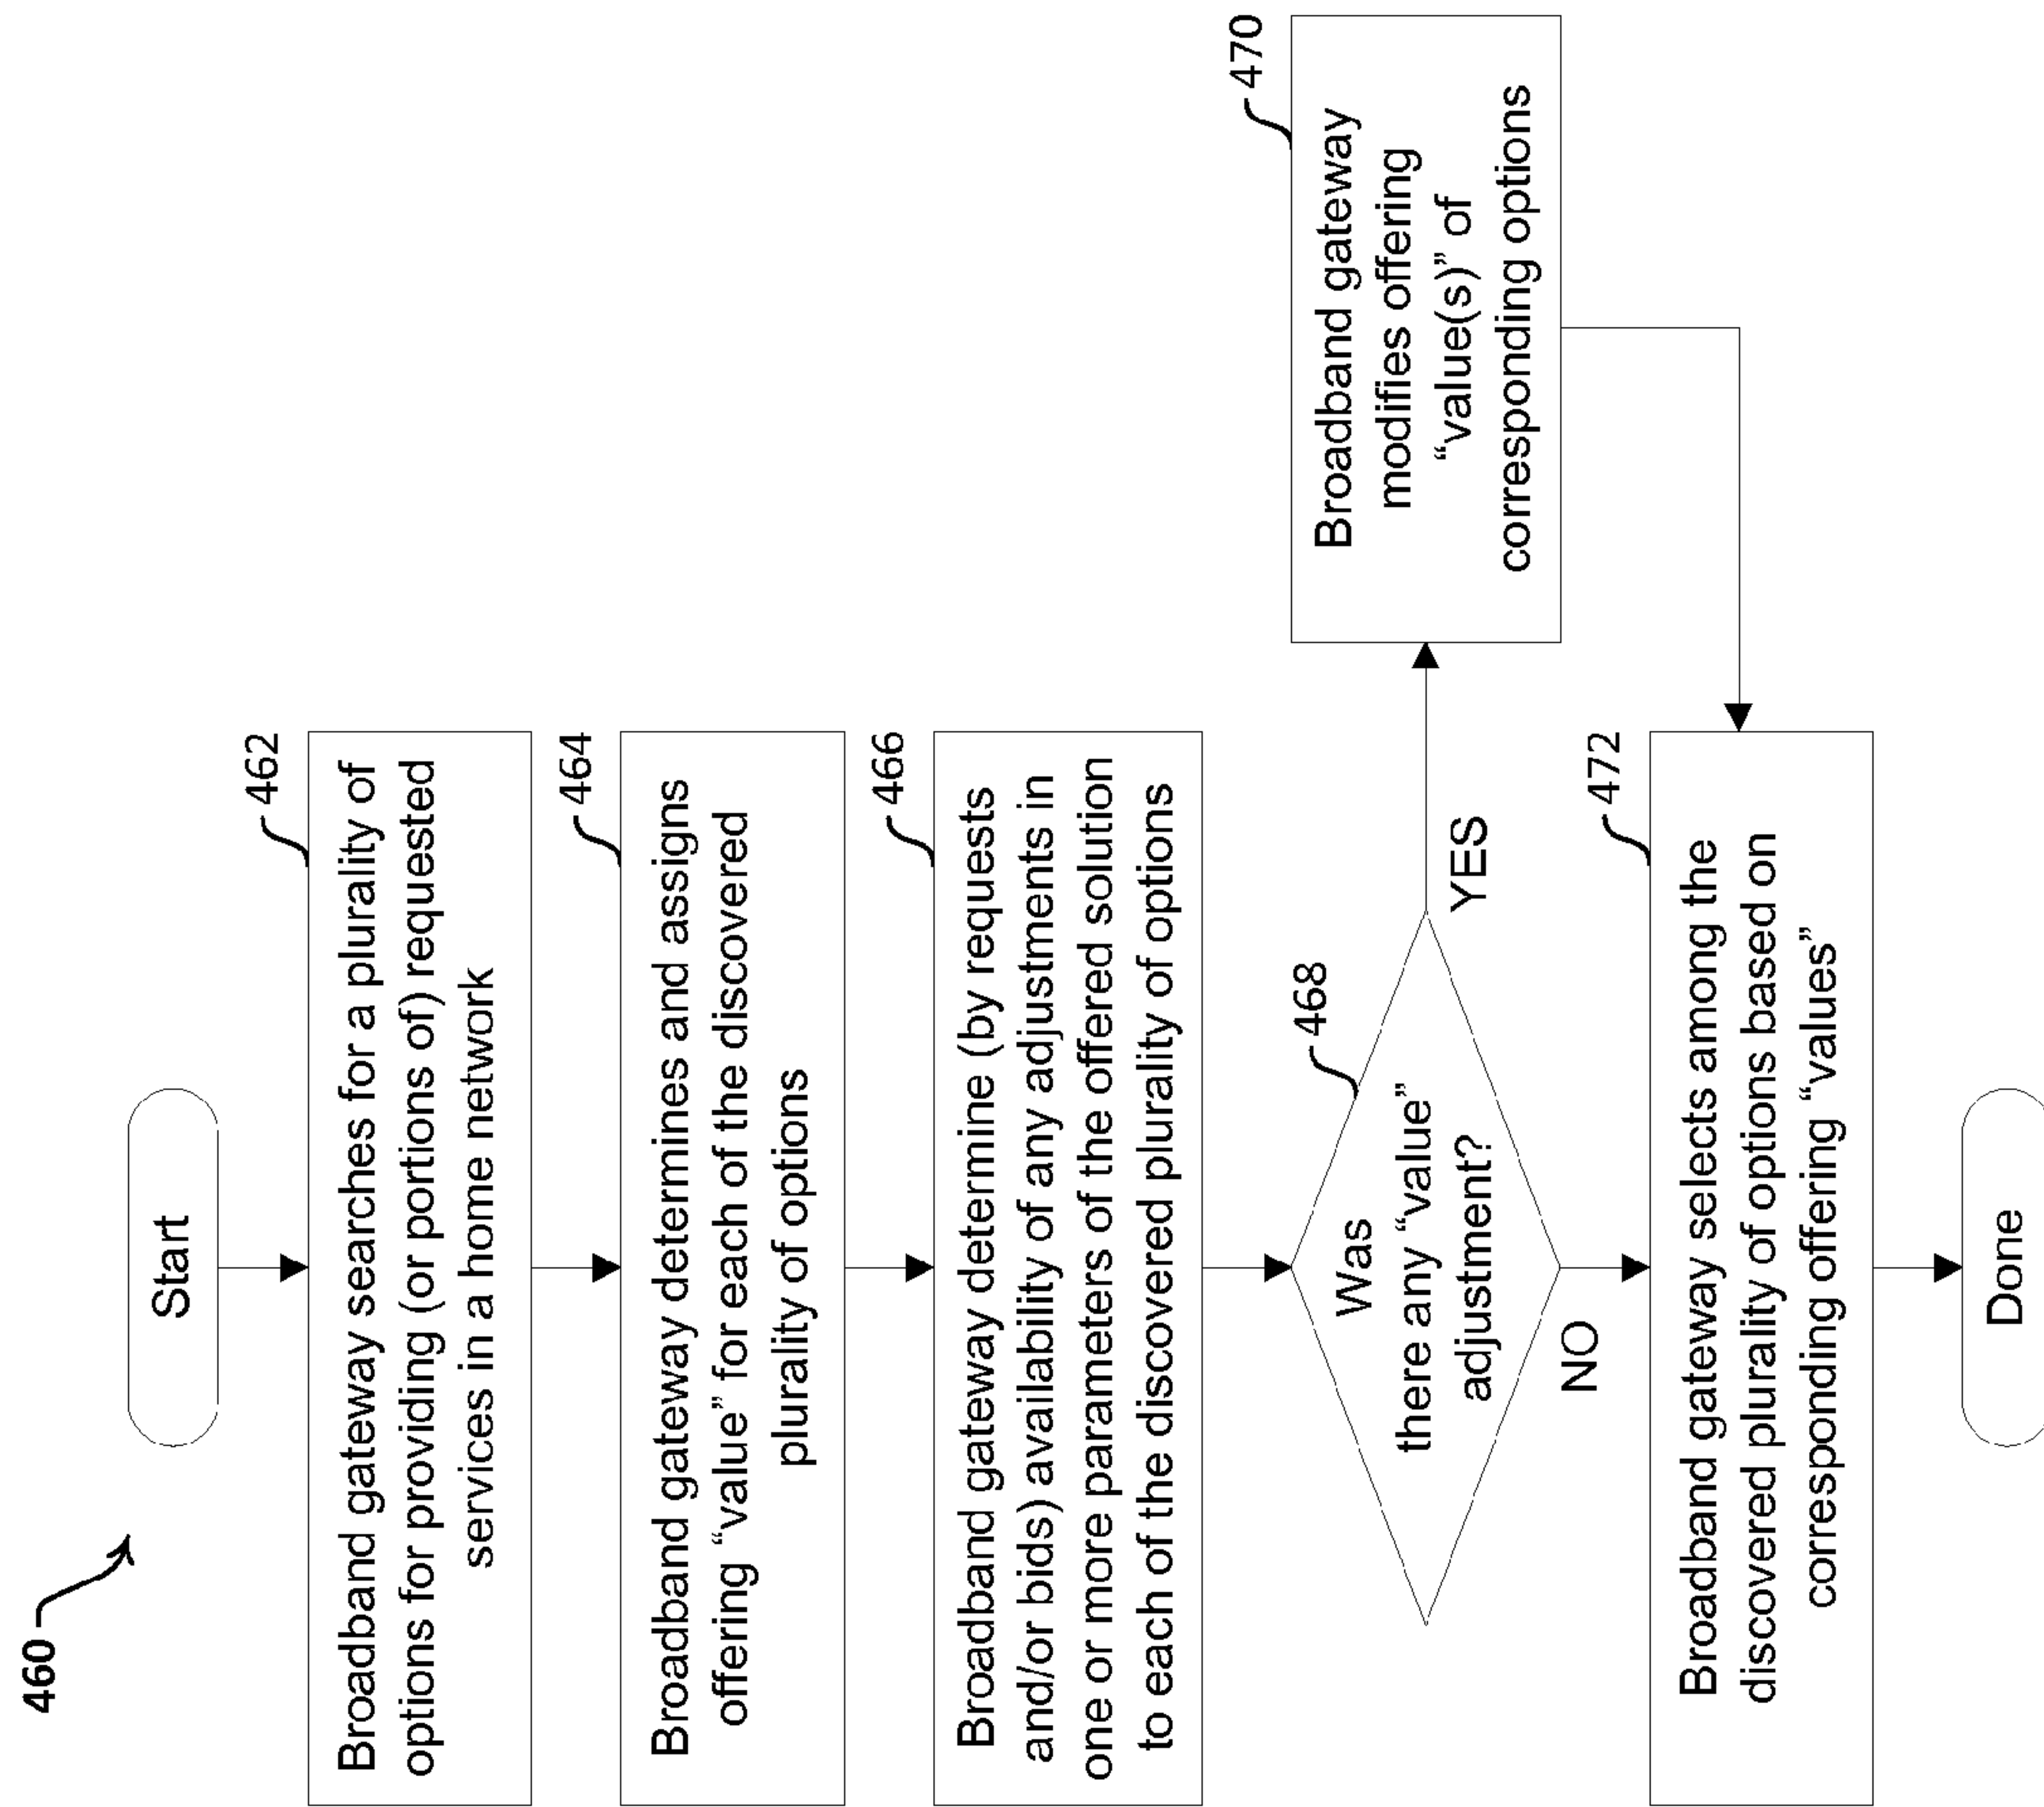 460
Start
462
Broadband gateway searches for a plurality of
options for providing (or portions of) requested
services in a home network
464
Broadband gateway determines and assigns
offering “value” for each of the discovered
plurality of options
466
Broadband gateway determine (by requests
and/or bids) availability of any adjustments in
one or more parameters of the offered solution
to each of the discovered plurality of options
468
Was
there any “value”
adjustment?
YES
NO
470
Broadband gateway
modifies offering
“value(s)” of
corresponding options
472
Broadband gateway selects among the
discovered plurality of options based on
corresponding offering “values”
Done